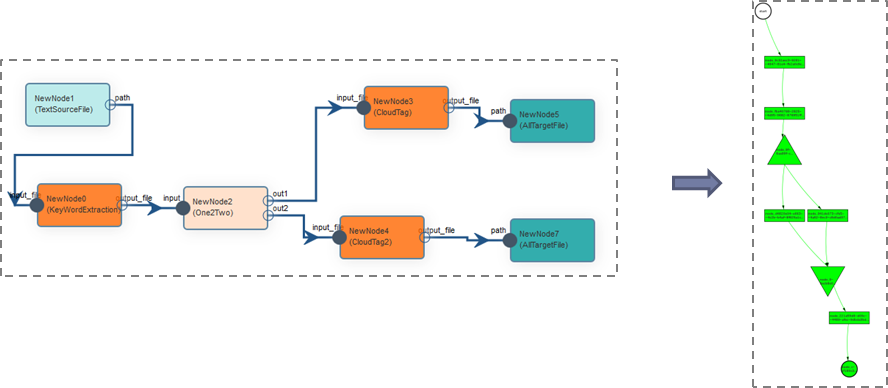 NewNode1
(TextSourceFile)
path
input_file
NewNode0
(KeyWordExtraction)
output_file
input
NewNode2
(One2Two)
out1
out2
input_file
NewNode3
(CloudTag)
output_file
path
NewNode5
(AllTargetFile)
input_file
NewNode4
(CloudTag2)
output_file
path
NewNode7
(AllTargetFile)